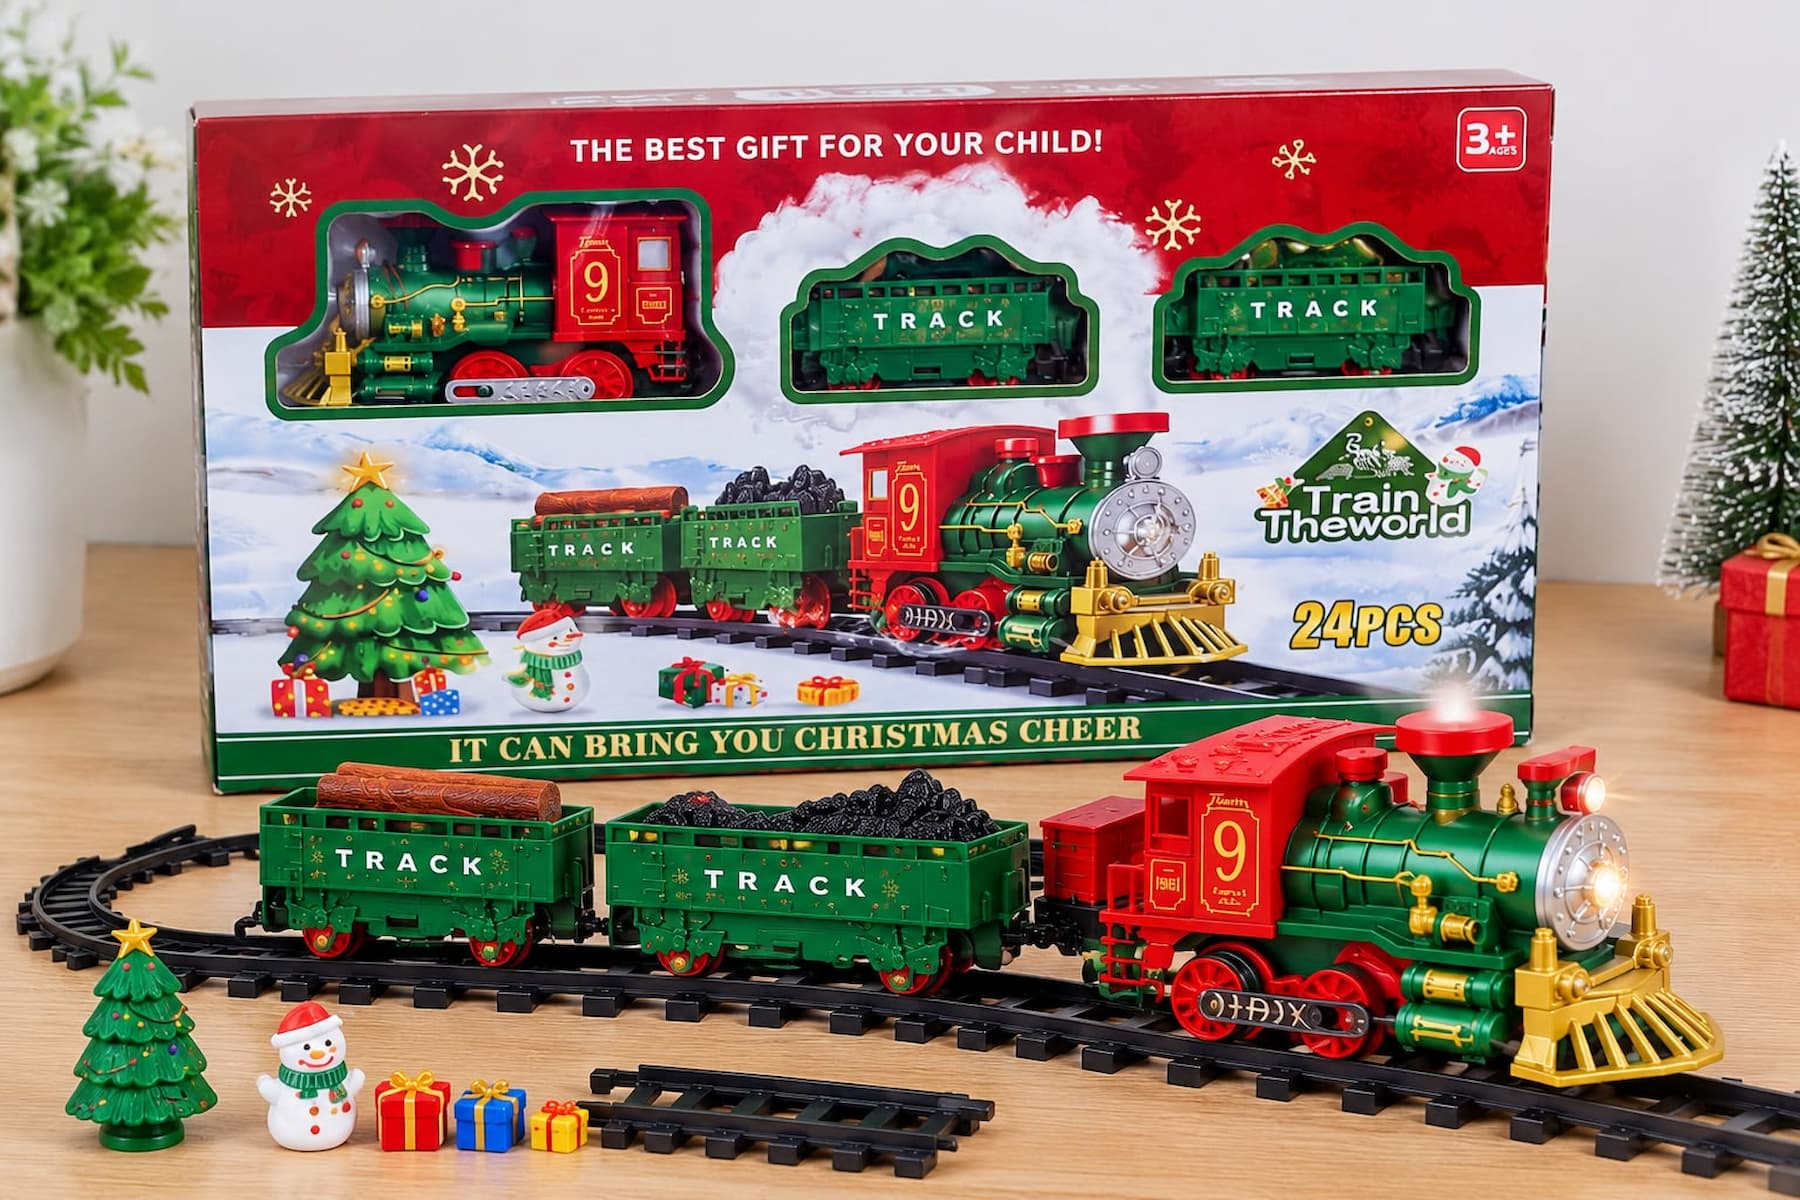 THE BEST GIFT FOR YOUR CHILD!
3+
AGES
9
TRACK
TRACK
TRACK
TRACK
9
Train
Theworld
24PCS
IT CAN BRING YOU CHRISTMAS CHEER
TRACK
TRACK
9